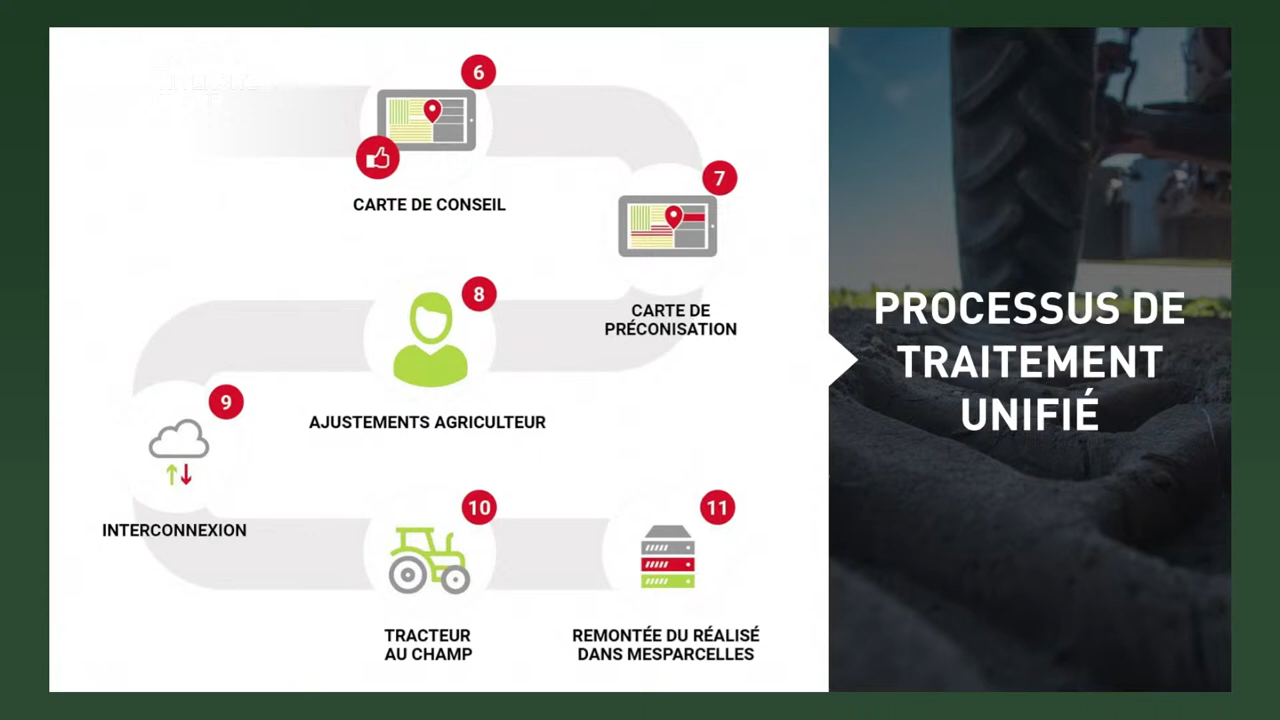 6
CARTE DE CONSEIL
7
CARTE DE
PRÉCONISATION
8
AJUSTEMENTS AGRICULTEUR
9
INTERCONNEXION
10
TRACTEUR
AU CHAMP
11
REMONTÉE DU RÉALISÉ
DANS MESPARCELLES
PROCESSUS DE
TRAITEMENT
UNIFIÉ